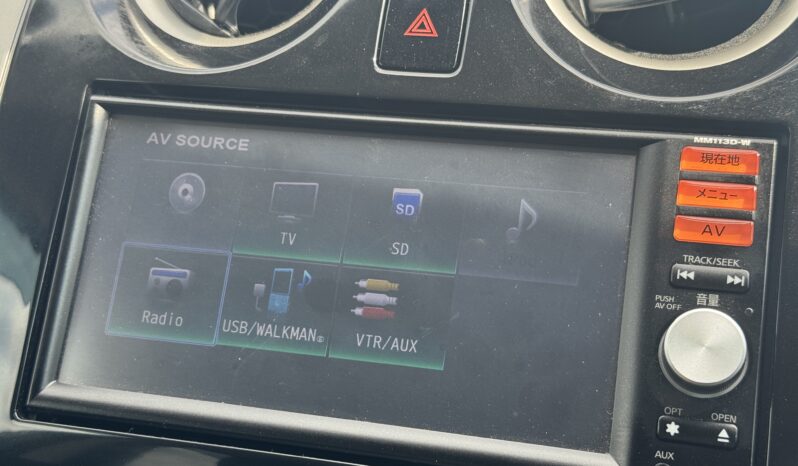 MM113D-W
AV SOURCE
現在地
メニュー
AV
SD
TV
SD
TRACK/SEEK
Radio
USB/WALKMAN®
VTR/AUX
PUSH
AV OFF
音量
OPT
OPEN
AUX